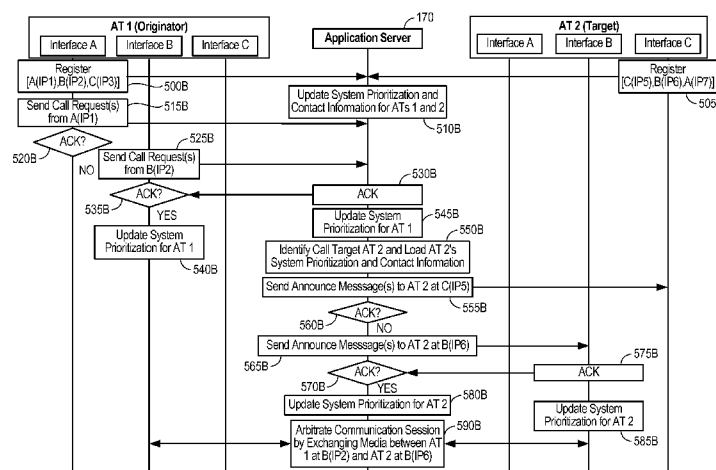 AT 1 (Originator)
Interface A
Interface B
Interface C
170
Application Server
AT 2 (Target)
Interface A
Interface B
Interface C
Register
[A(IP1),B(IP2),C(IP3)]
500B
Register
[C(IP5),B(IP6),A(IP7)]
505
Update System Prioritization and
Contact Information for ATs 1 and 2
510B
Send Call Request(s)
from A(IP1)
515B
ACK?
520B
NO
Send Call Request(s)
from B(IP2)
525B
ACK
530B
ACK?
535B
YES
Update System
Prioritization for AT 1
540B
Update System
Prioritization for AT 1
545B
Identify Call Target AT 2 and Load AT 2's
System Prioritization and Contact Information
550B
Send Announce Messsage(s) to AT 2 at C(IP5)
555B
ACK?
560B
NO
Send Announce Messsge(s) to AT 2 at B(IP6)
565B
ACK?
570B
YES
ACK
575B
Update System Prioritization for AT 2
580B
Update System
Prioritization for AT 2
585B
Arbitrate Communication Session
by Exchanging Media between AT
1 at B(IP2) and AT 2 at B(IP6)
590B